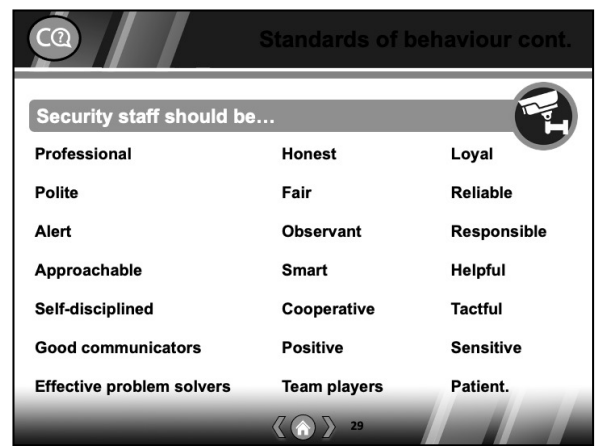 CQ?
Standards of behaviour cont.
Security staff should be…
Professional Honest Loyal
Polite Fair Reliable
Alert Observant Responsible
Approachable Smart Helpful
Self-disciplined Cooperative Tactful
Good communicators Positive Sensitive
Effective problem solvers Team players Patient.
29